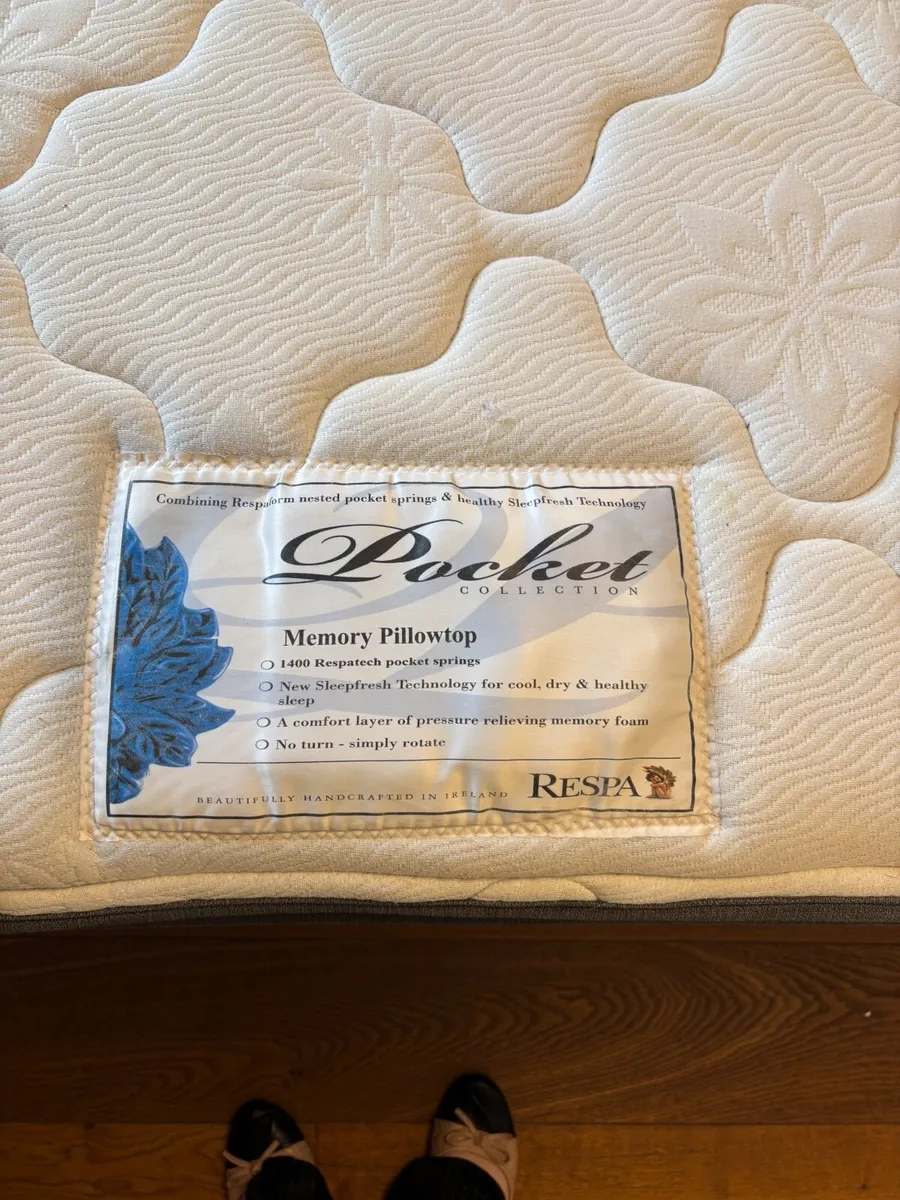 Combining Respaform nested pocket springs & healthy Sleepfresh Technology
Pocket
COLLECTION
Memory Pillowtop
1400 Respatech pocket springs
New Sleepfresh Technology for cool, dry & healthy
sleep
A comfort layer of pressure relieving memory foam
No turn - simply rotate
BEAUTIFULLY HANDCRAFTED IN IRELAND
RESPA